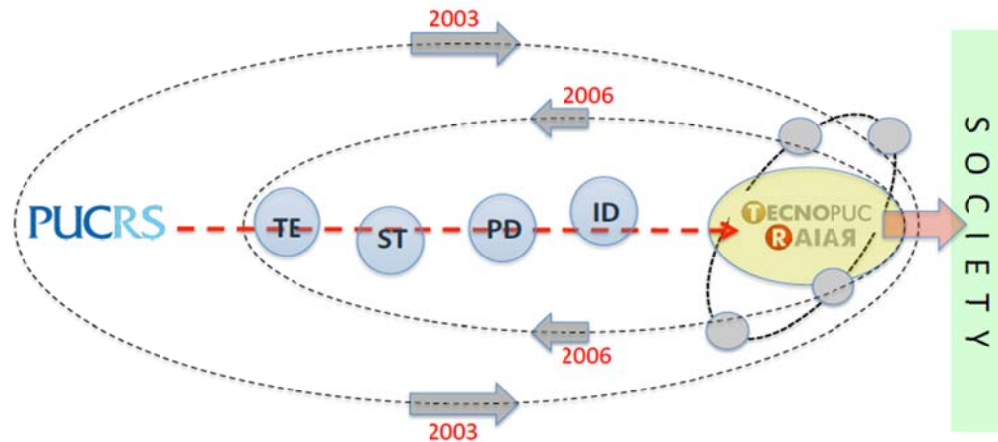 2003
2006
PUCRS
TE
ST
PD
ID
TECNOPUC
RAIAR
2006
2003
SOCIETY